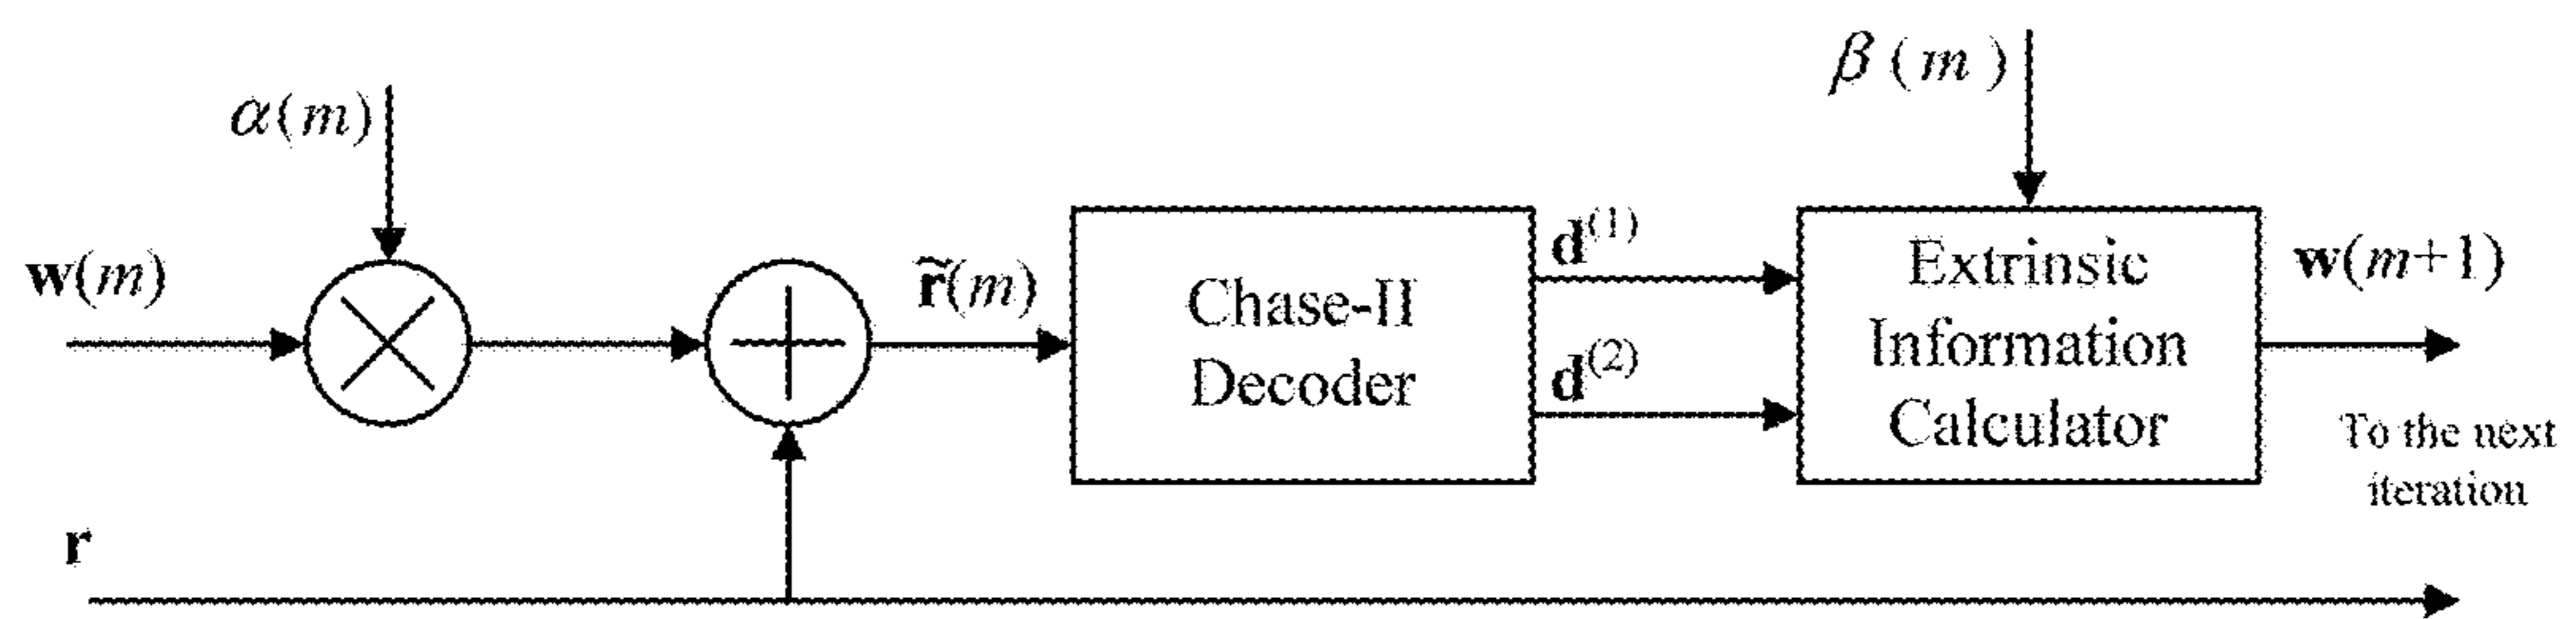 β(m)
α(m)
w(m)
r̃(m)
Chase-II
Decoder
d⁽¹⁾
d⁽²⁾
Extrinsic
Information
Calculator
w(m+1)
To the next
iteration
r